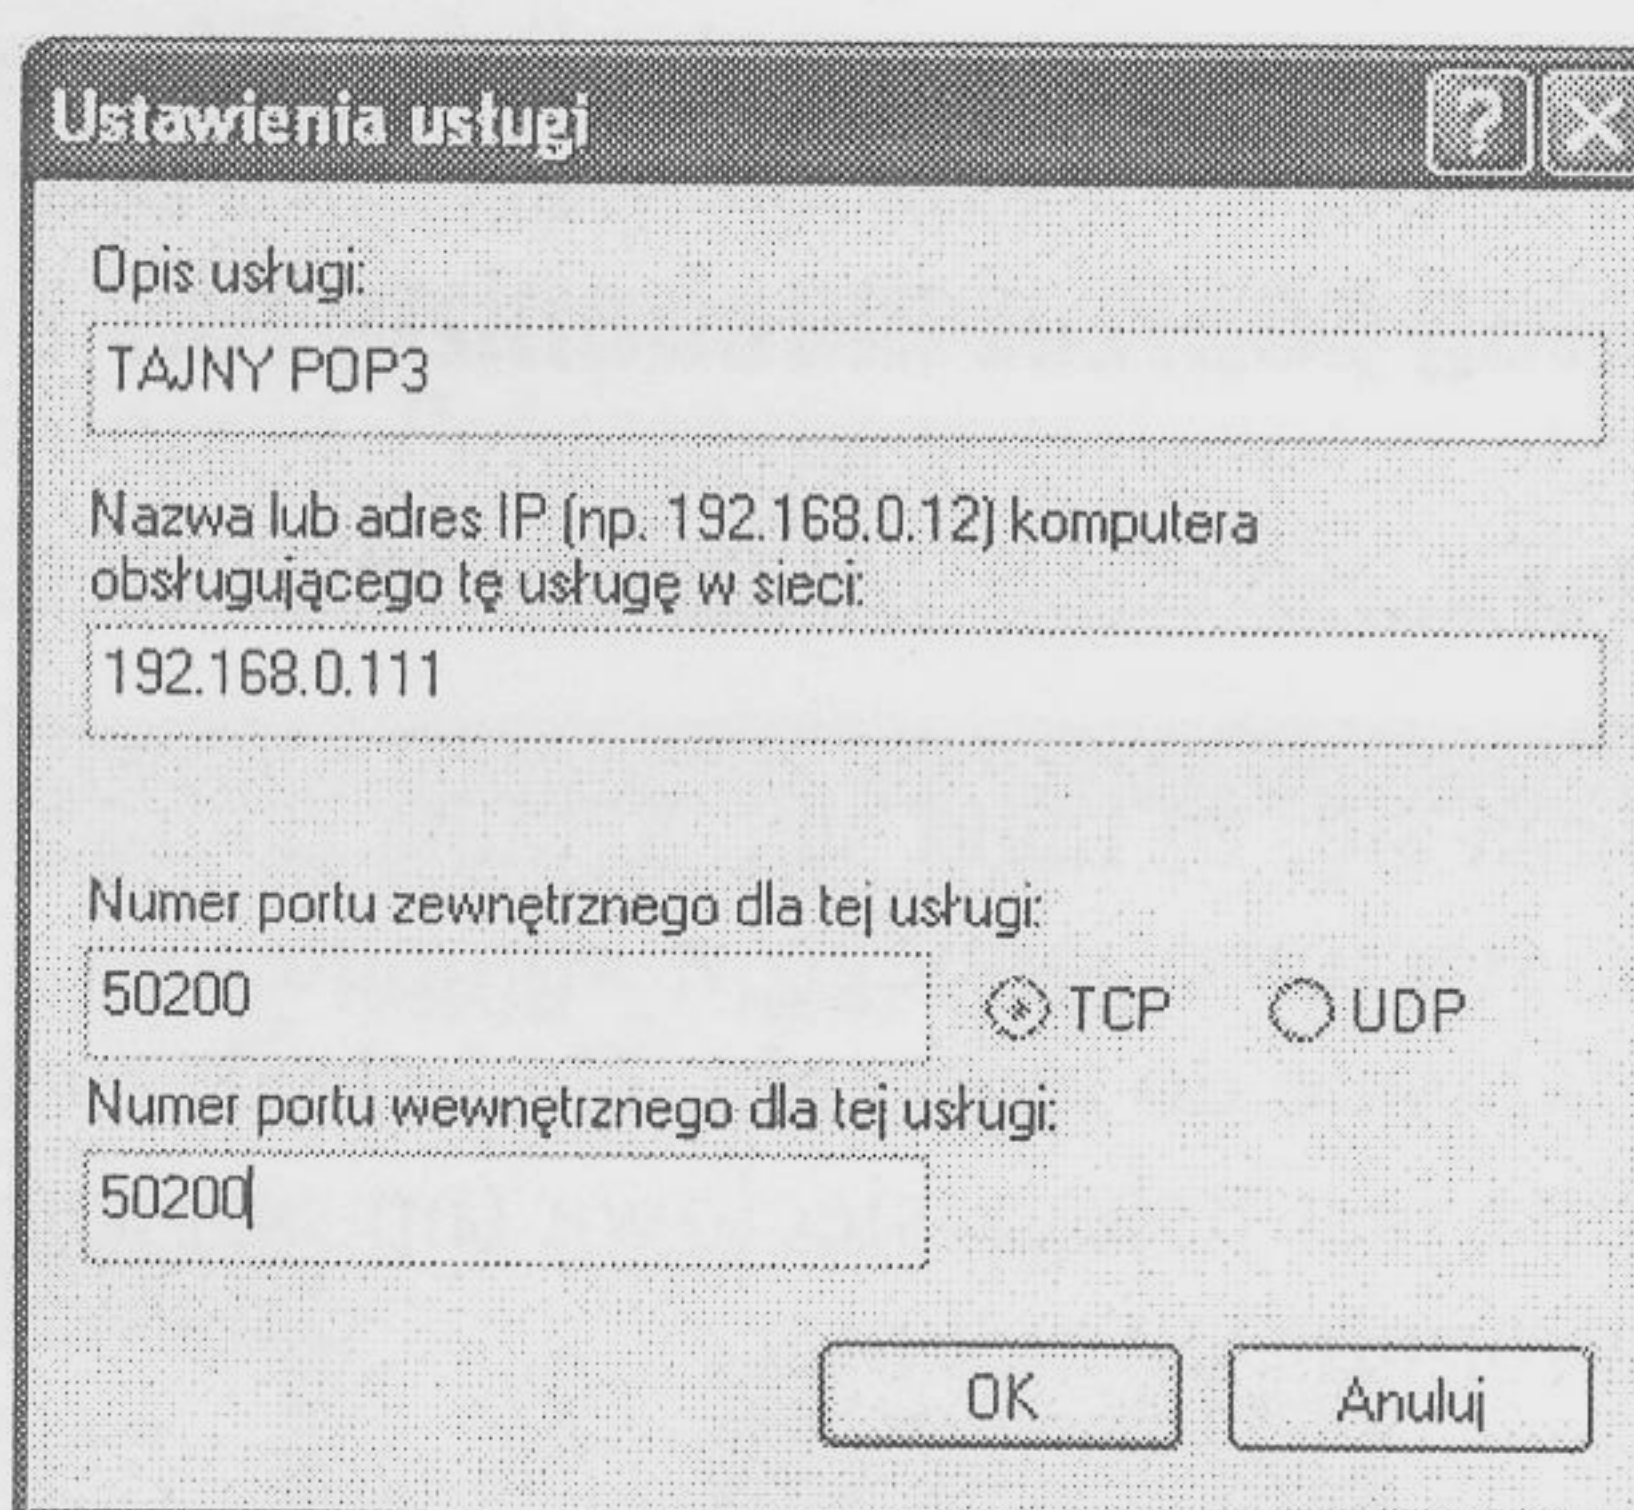 Ustawienia usługi
Opis usługi:
TAJNY POP3
Nazwa lub adres IP (np. 192.168.0.12) komputera
obsługującego tę usługę w sieci:
192.168.0.111
Numer portu zewnętrznego dla tej usługi:
50200
TCP
UDP
Numer portu wewnętrznego dla tej usługi:
50200
OK
Anuluj